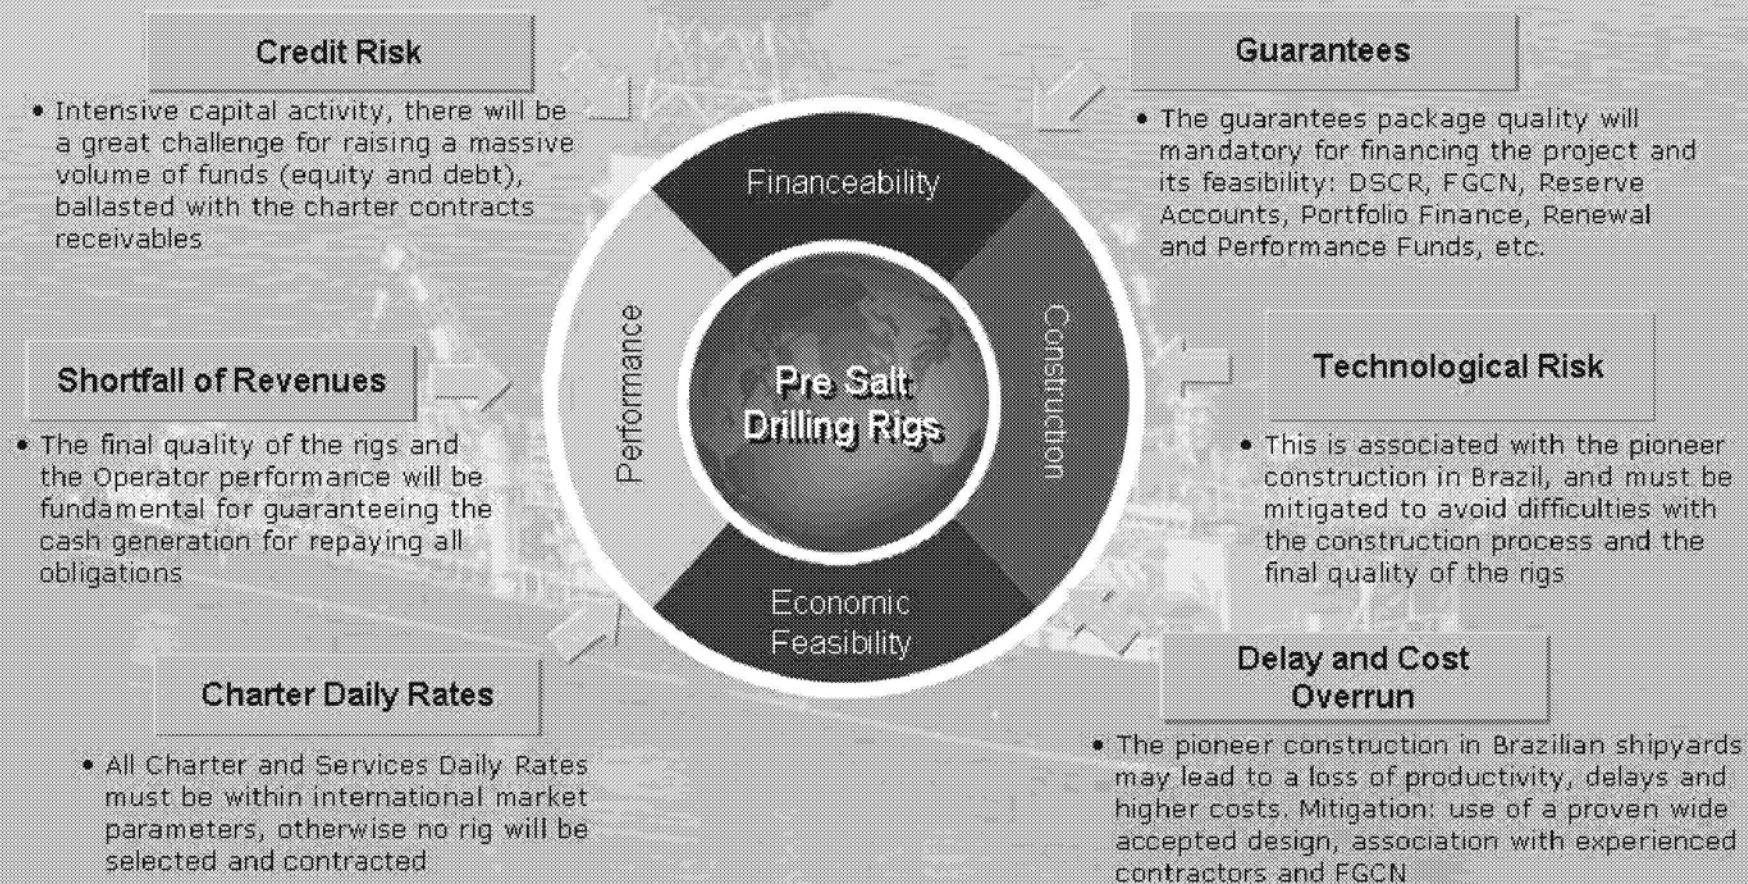 Credit Risk
• Intensive capital activity, there will be
a great challenge for raising a massive
volume of funds (equity and debt),
ballasted with the charter contracts
receivables
Guarantees
• The guarantees package quality will
mandatory for financing the project and
its feasibility: DSCR, FGCN, Reserve
Accounts, Portfolio Finance, Renewal
and Performance Funds, etc.
Financeability
Performance
Construction
Pre Salt
Drilling Rigs
Economic
Feasibility
Shortfall of Revenues
• The final quality of the rigs and
the Operator performance will be
fundamental for guaranteeing the
cash generation for repaying all
obligations
Technological Risk
• This is associated with the pioneer
construction in Brazil, and must be
mitigated to avoid difficulties with
the construction process and the
final quality of the rigs
Charter Daily Rates
• All Charter and Services Daily Rates
must be within international market
parameters, otherwise no rig will be
selected and contracted
Delay and Cost
Overrun
• The pioneer construction in Brazilian shipyards
may lead to a loss of productivity, delays and
higher costs. Mitigation: use of a proven wide
accepted design, association with experienced
contractors and FGCN